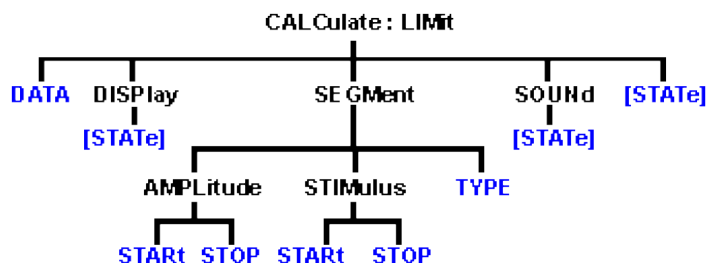 CALCulate : LIMit
DATA DISPlay SEGMent SOUNd [STATe]
[STATe] [STATe]
AMPLitude STIMulus TYPE
STARt STOP STARt STOP